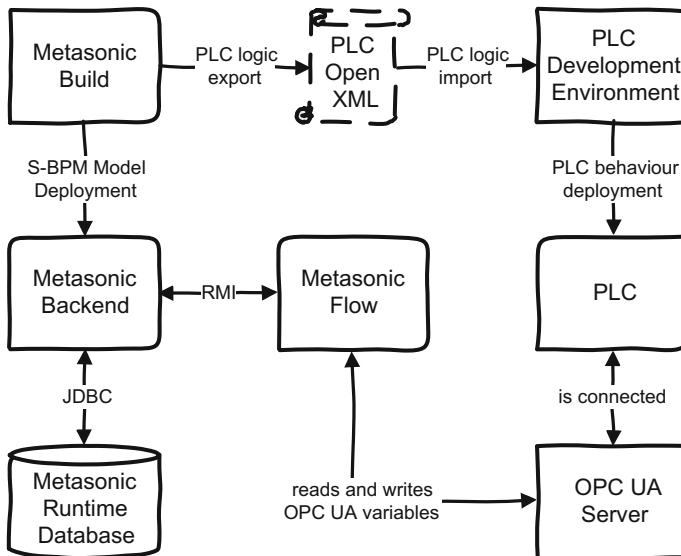 Metasonic
Build
PLC logic
export
PLC
Open
XML
PLC logic
import
PLC
Development
Environment
S-BPM Model
Deployment
PLC behaviour
deployment
Metasonic
Backend
RMI
Metasonic
Flow
PLC
JDBC
is connected
Metasonic
Runtime
Database
reads and writes
OPC UA variables
OPC UA
Server